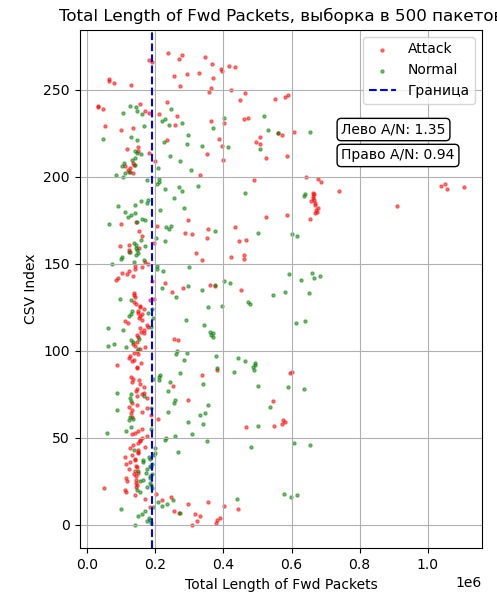 Total Length of Fwd Packets, выборка в 500 пакетов
Attack
Normal
Граница
Лево A/N: 1.35
Право A/N: 0.94
CSV Index
250
200
150
100
50
0
0.0 0.2 0.4 0.6 0.8 1.0
1e6
Total Length of Fwd Packets